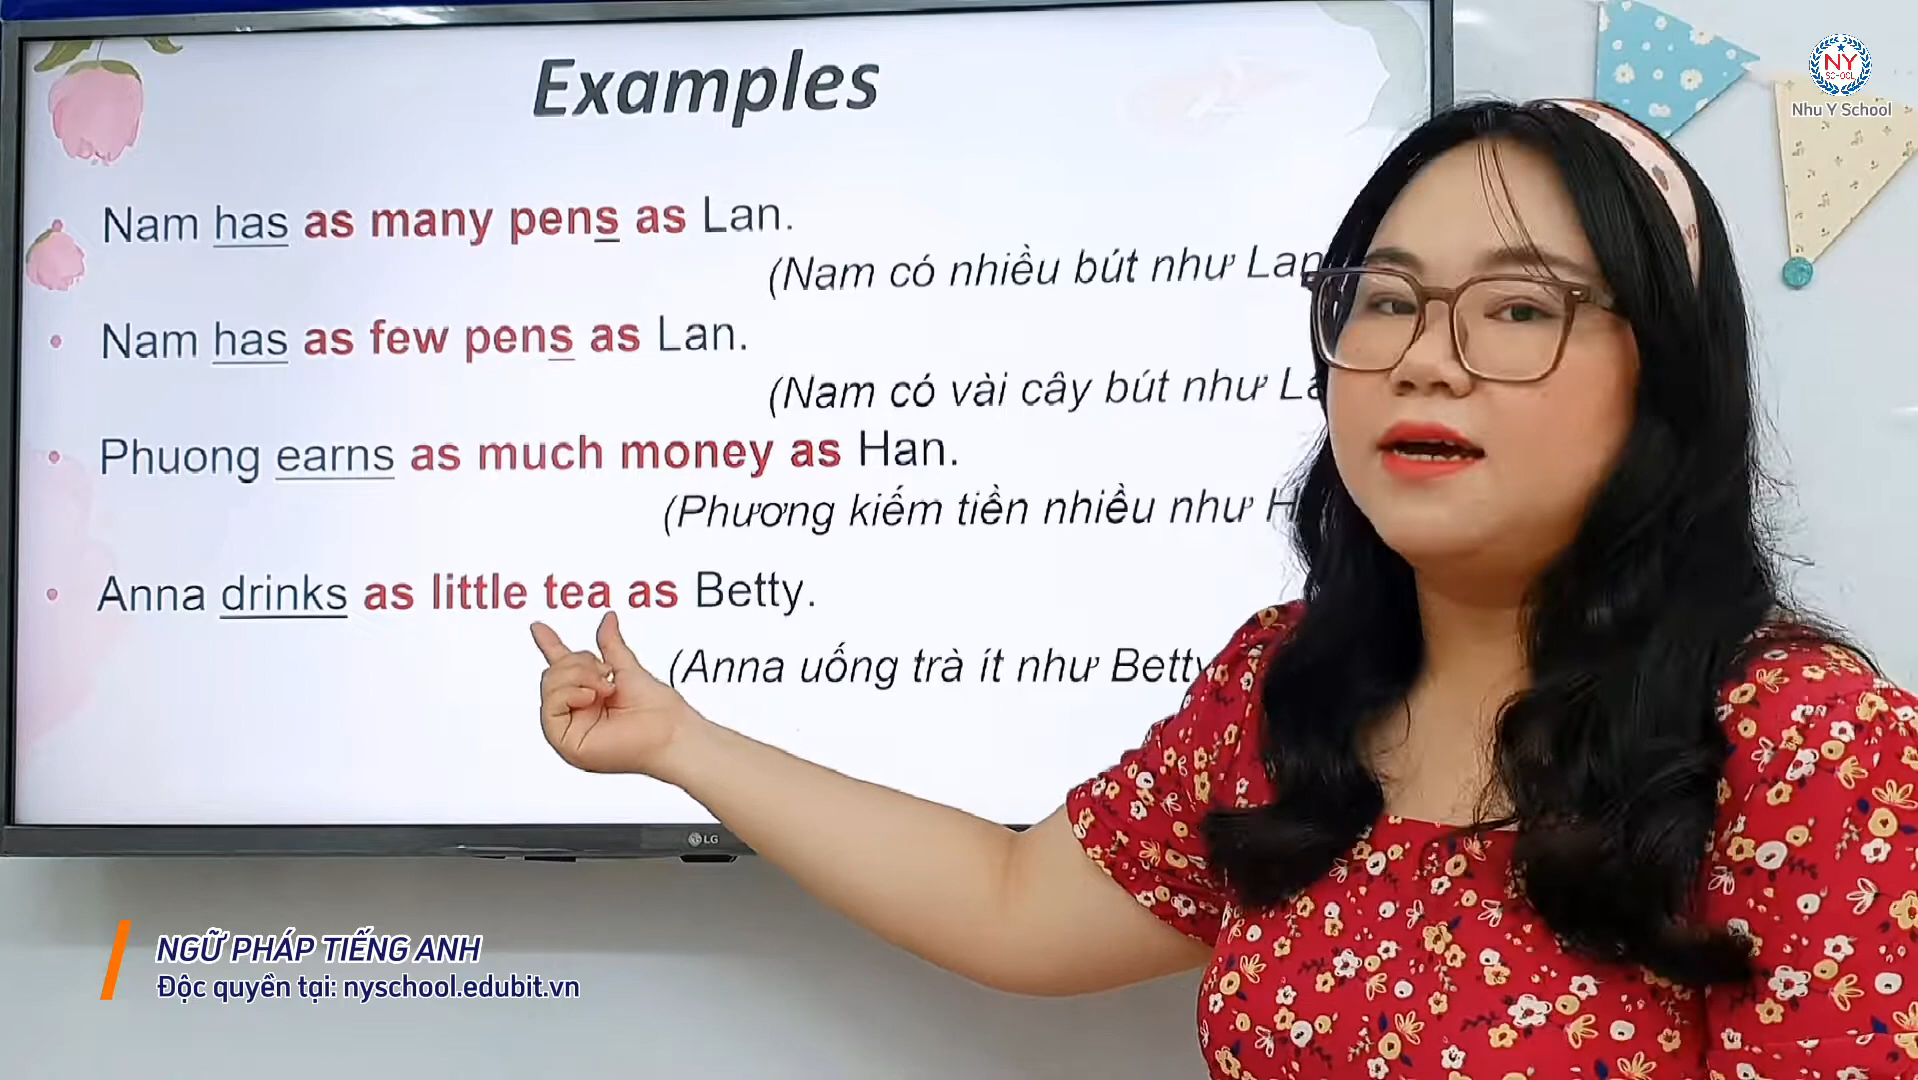 Examples
Nam has as many pens as Lan.
(Nam có nhiều bút như Lan
Nam has as few pens as Lan.
(Nam có vài cây bút như
Phuong earns as much money as Han.
(Phương kiếm tiền nhiều như
Anna drinks as little tea as Betty.
(Anna uống trà ít như Betty
LG
NY
Nhu Y School
NGỮ PHÁP TIẾNG ANH
Độc quyền tại: nyschool.edubit.vn